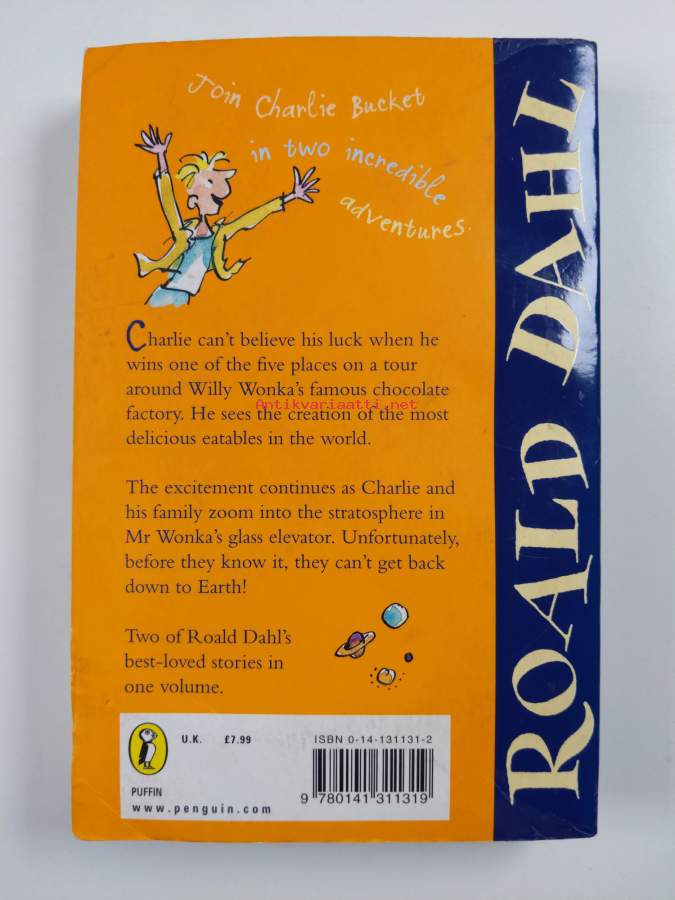 Join Charlie Bucket
in two incredible
adventures.
Charlie can't believe his luck when he
wins one of the five places on a tour
around Willy Wonka's famous chocolate
factory. He sees the creation of the most
Antikvariaatti.net
delicious eatables in the world.
The excitement continues as Charlie and
his family zoom into the stratosphere in
Mr Wonka's glass elevator. Unfortunately,
before they know it, they can't get back
down to Earth!
Two of Roald Dahl's
best-loved stories in
one volume.
U.K. £7.99
ISBN 0-14-131131-2
9 780141 311319
PUFFIN
www.penguin.com
ROALD DAHL